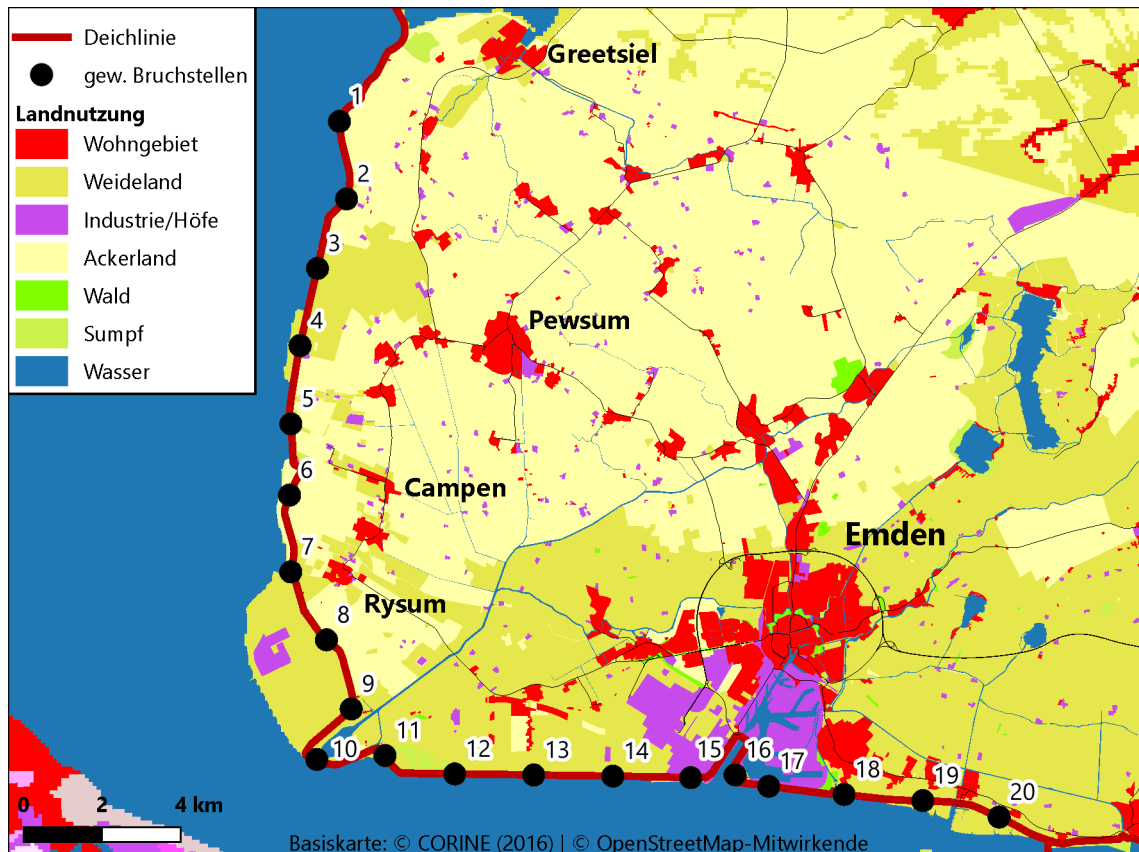 Deichlinie
gew. Bruchstellen
Landnutzung
Wohngebiet
Weideland
Industrie/Höfe
Ackerland
Wald
Sumpf
Wasser
Greetsiel
1
2
3
4
Pewsum
5
6
Campen
Emden
7
Rysum
8
9
10
11
12
13
14
15
16
17
18
19
20
0 2 4 km
Basiskarte: © CORINE (2016) | © OpenStreetMap-Mitwirkende